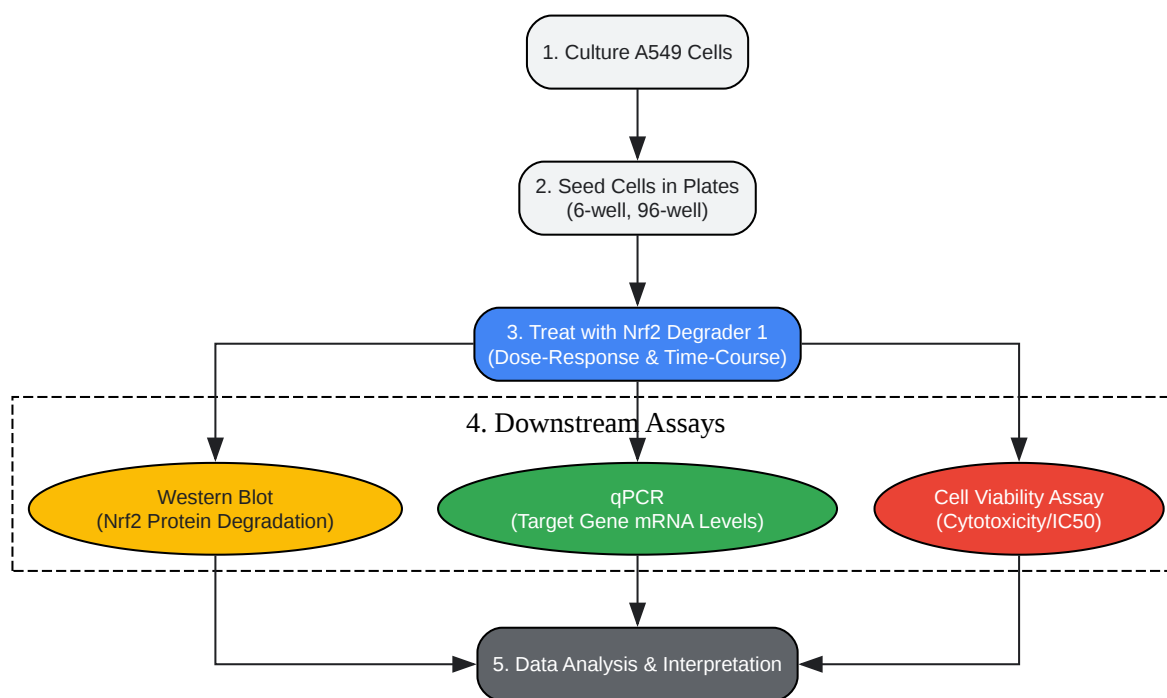 1. Culture A549 Cells
2. Seed Cells in Plates
(6-well, 96-well)
3. Treat with Nrf2 Degrader 1
(Dose-Response & Time-Course)
4. Downstream Assays
Western Blot
(Nrf2 Protein Degradation)
qPCR
(Target Gene mRNA Levels)
Cell Viability Assay
(Cytotoxicity/IC50)
5. Data Analysis & Interpretation